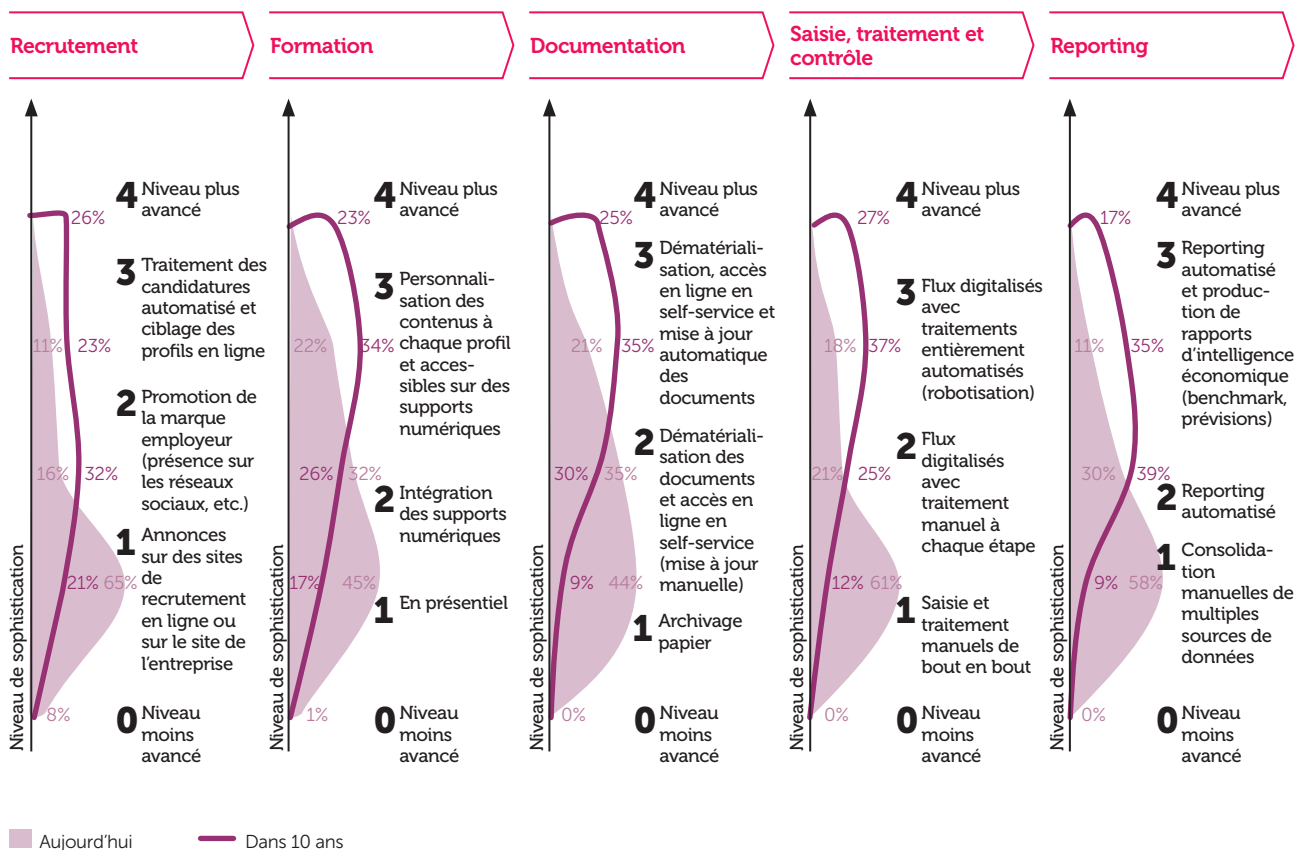 Recrutement
Niveau de sophistication
4 Niveau plus
avancé
26%
3 Traitement des
candidatures
automatisé et
ciblage des
profils en ligne
11% 23%
2 Promotion de
la marque
employeur
(présence sur
les réseaux
sociaux, etc.)
16% 32%
1 Annonces
sur des sites
de
recrutement
en ligne ou
sur le site de
l'entreprise
21% 65%
0 Niveau
moins
avancé
8%
Formation
Niveau de sophistication
4 Niveau plus
avancé
23%
3 Personnali-
sation des
contenus à
chaque profil
et acces-
sibles sur des
supports
numériques
22% 34%
2 Intégration
des supports
numériques
26% 32%
1 En présentiel
17% 45%
0 Niveau
moins
avancé
1%
Documentation
Niveau de sophistication
4 Niveau plus
avancé
25%
3 Dématériali-
sation, accès
en ligne en
self-service et
mise à jour
automatique
des
documents
21% 35%
2 Dématériali-
sation des
documents
et accès en
ligne en
self-service
(mise à jour
manuelle)
30% 35%
1 Archivage
papier
9% 44%
0 Niveau
moins
avancé
0%
Saisie, traitement et
contrôle
Niveau de sophistication
4 Niveau plus
avancé
27%
3 Flux digitalisés
avec
traitements
entièrement
automatisés
(robotisation)
18% 37%
2 Flux
digitalisés
avec
traitement
manuel à
chaque étape
21% 25%
1 Saisie et
traitement
manuels de
bout en bout
12% 61%
0 Niveau
moins
avancé
0%
Reporting
Niveau de sophistication
4 Niveau plus
avancé
17%
3 Reporting
automatisé
et produc-
tion de
rapports
d'intelligence
économique
(benchmark,
prévisions)
11% 35%
2 Reporting
automatisé
30% 39%
1 Consolida-
tion
manuelles de
multiples
sources de
données
9% 58%
0 Niveau
moins
avancé
0%
Aujourd'hui
Dans 10 ans